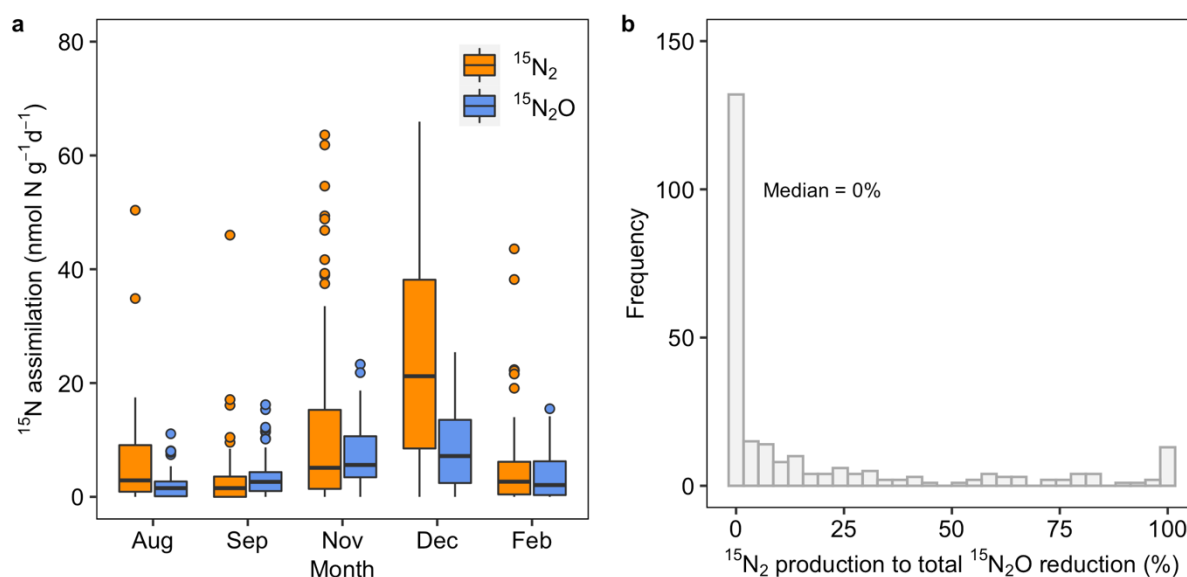 a
80
60
40
20
0
¹⁵N assimilation (nmol N g⁻¹d⁻¹)
¹⁵N₂
¹⁵N₂O
Aug Sep Nov Dec Feb
Month
b
150
100
50
0
Frequency
Median = 0%
0 25 50 75 100
¹⁵N₂ production to total ¹⁵N₂O reduction (%)